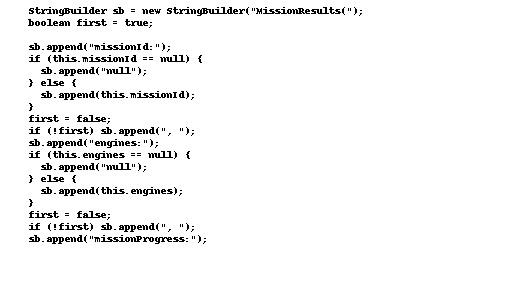 StringBuilder sb = new StringBuilder("MissionResults(");
boolean first = true;

sb.append("missionId:");
if (this.missionId == null) {
  sb.append("null");
} else {
  sb.append(this.missionId);
}
first = false;
if (!first) sb.append(", ");
sb.append("engines:");
if (this.engines == null) {
  sb.append("null");
} else {
  sb.append(this.engines);
}
first = false;
if (!first) sb.append(", ");
sb.append("missionProgress:");